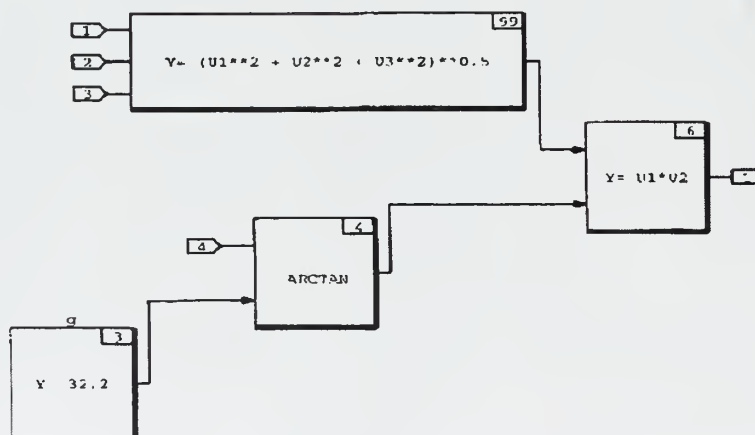 99
1
Y= (U1**2 + U2**2 + U3**2)**0.5
2
3
6
Y= U1*U2
4
4
ARCTAN
g
3
Y 32.2